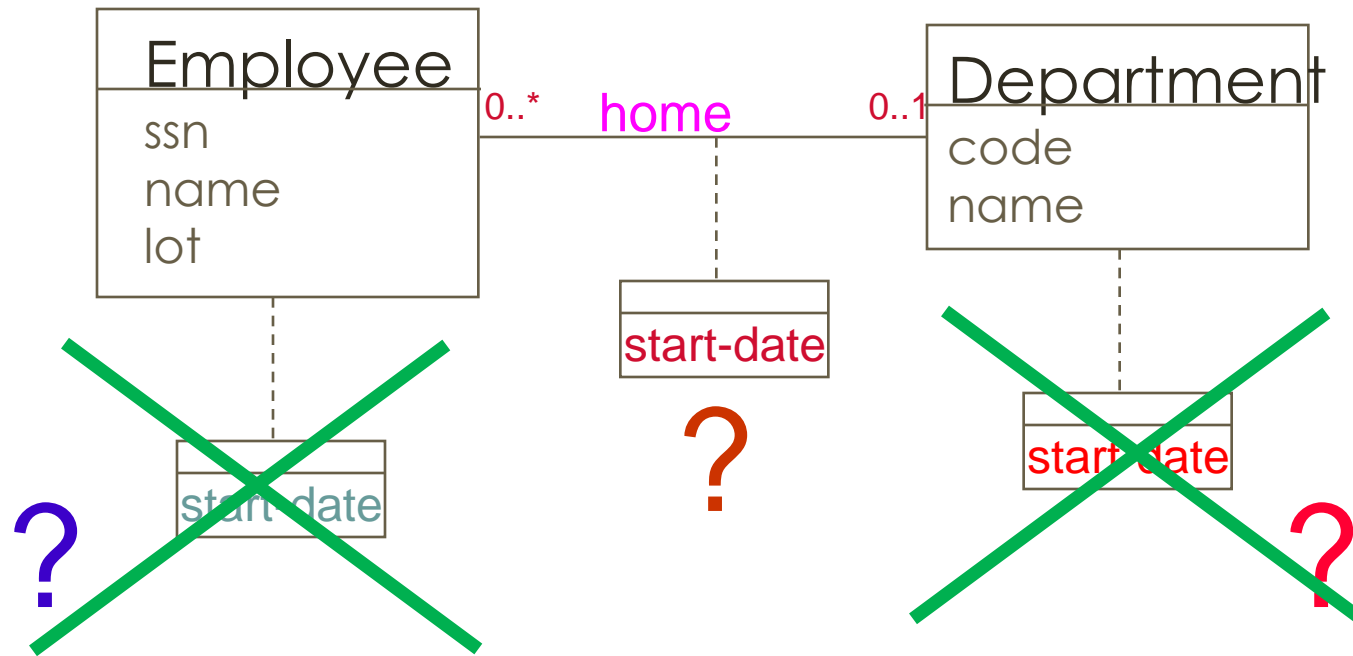 Employee
ssn
name
lot
0..*
home
0..1
Department
code
name
start-date
?
start-date
?
start-date
?